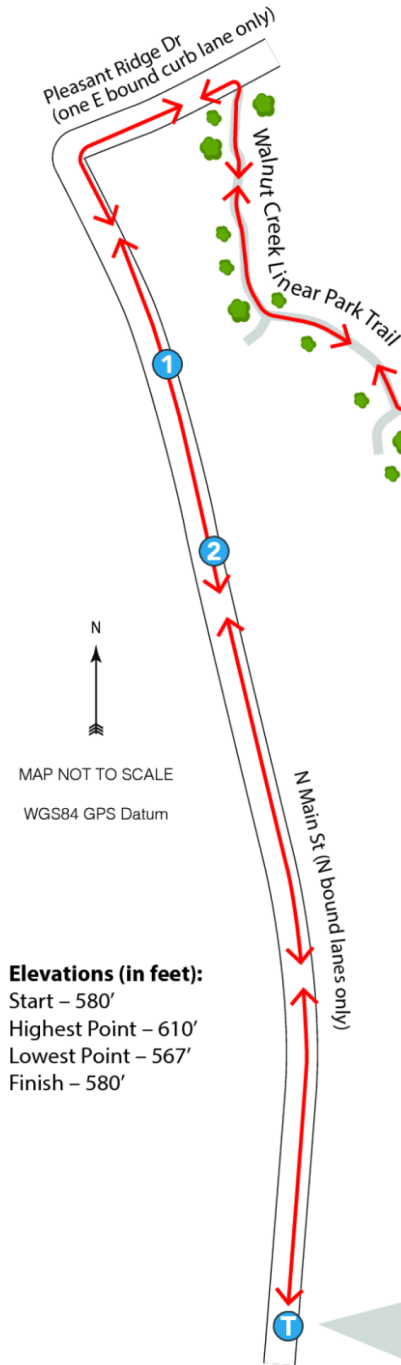 Pleasant Ridge Dr
(one E bound curb lane only)
Walnut Creek Linear Park Trail
1
2
N
MAP NOT TO SCALE
WGS84 GPS Datum
N Main St (N bound lanes only)
Elevations (in feet):
Start – 580’
Highest Point – 610’
Lowest Point – 567’
Finish – 580’
T